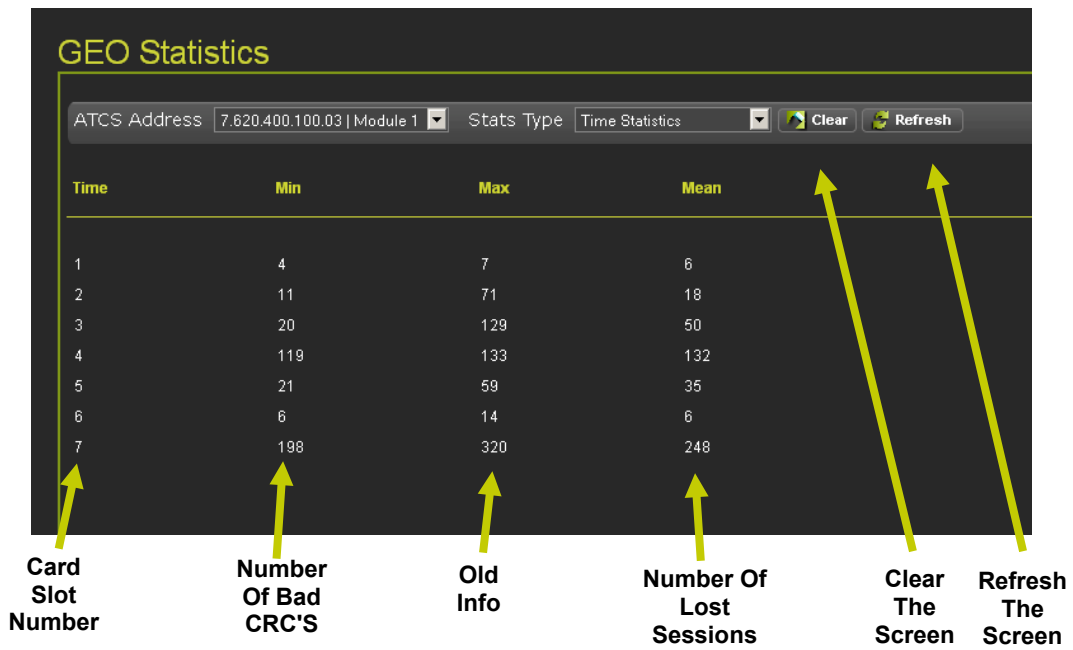 GEO Statistics
ATCS Address 7.620.400.100.03 | Module 1 Stats Type Time Statistics Clear Refresh
Time Min Max Mean
1 4 7 6
2 11 71 18
3 20 129 50
4 119 133 132
5 21 59 35
6 6 14 6
7 198 320 248
Card
Slot
Number
Number
Of Bad
CRC'S
Old
Info
Number Of
Lost
Sessions
Clear
The
Screen
Refresh
The
Screen